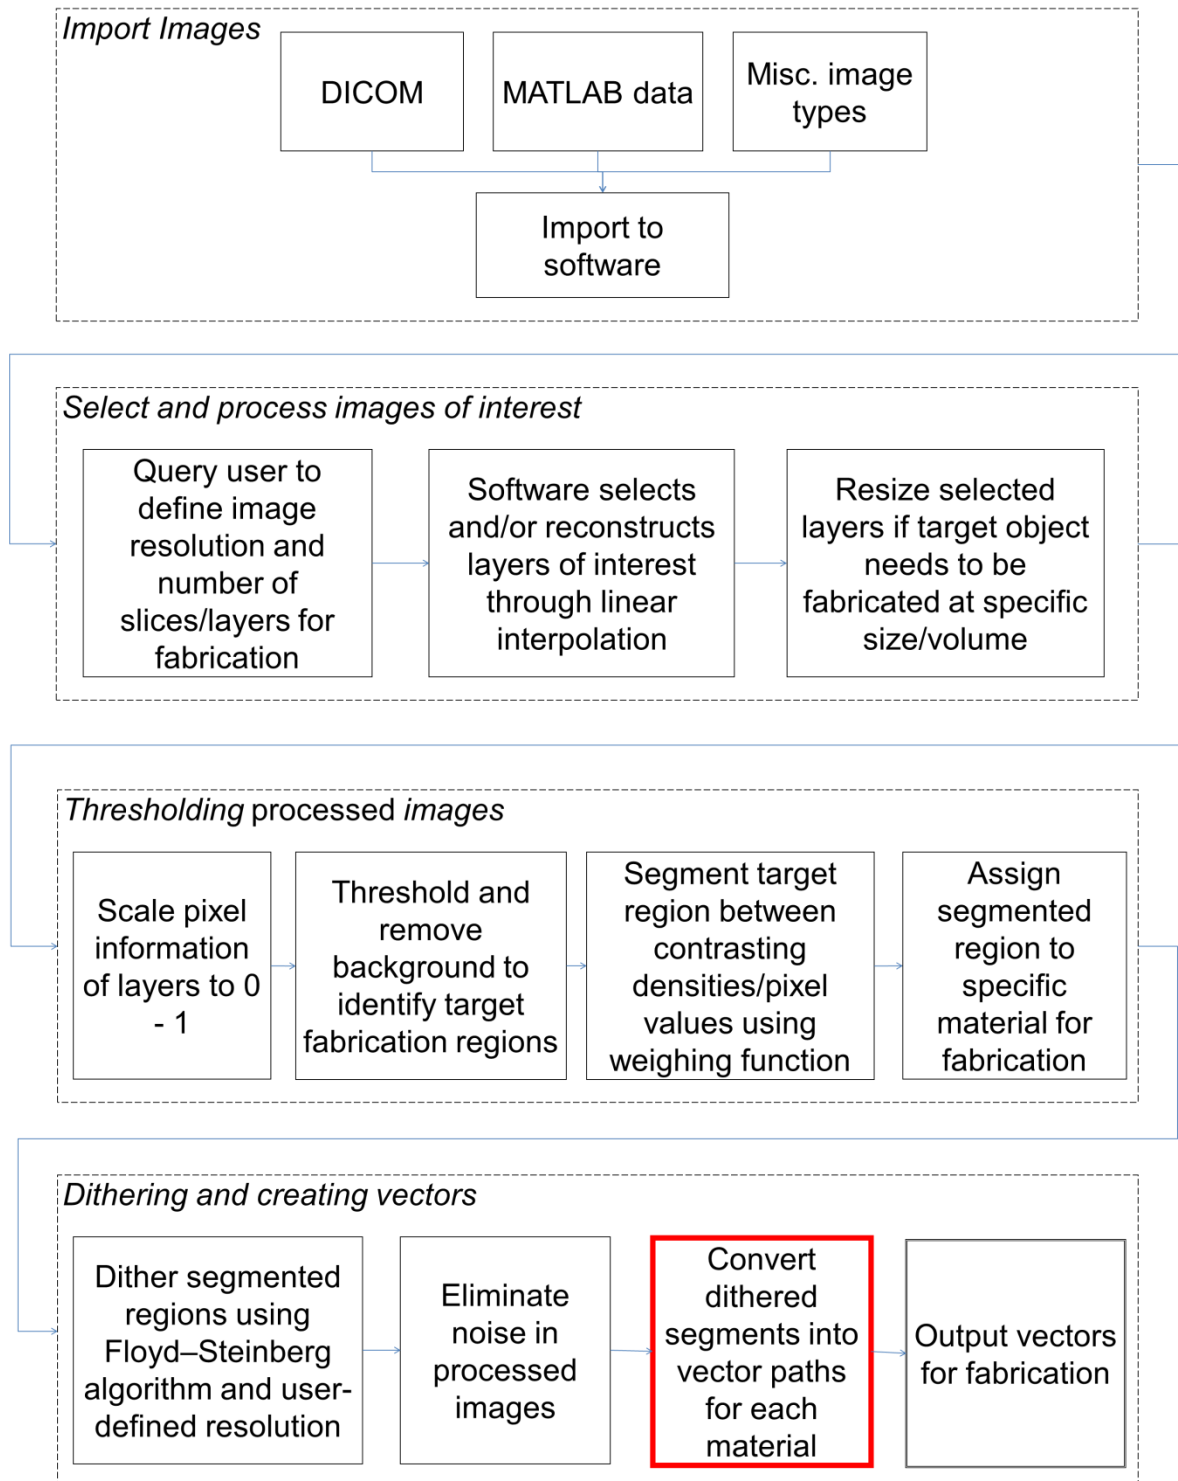 Import Images
DICOM
MATLAB data
Misc. image
types
Import to
software
Select and process images of interest
Query user to
define image
resolution and
number of
slices/layers for
fabrication
Software selects
and/or reconstructs
layers of interest
through linear
interpolation
Resize selected
layers if target object
needs to be
fabricated at specific
size/volume
Thresholding processed images
Scale pixel
information
of layers to 0
- 1
Threshold and
remove
background to
identify target
fabrication regions
Segment target
region between
contrasting
densities/pixel
values using
weighing function
Assign
segmented
region to
specific
material for
fabrication
Dithering and creating vectors
Dither segmented
regions using
Floyd–Steinberg
algorithm and user-
defined resolution
Eliminate
noise in
processed
images
Convert
dithered
segments into
vector paths
for each
material
Output vectors
for fabrication